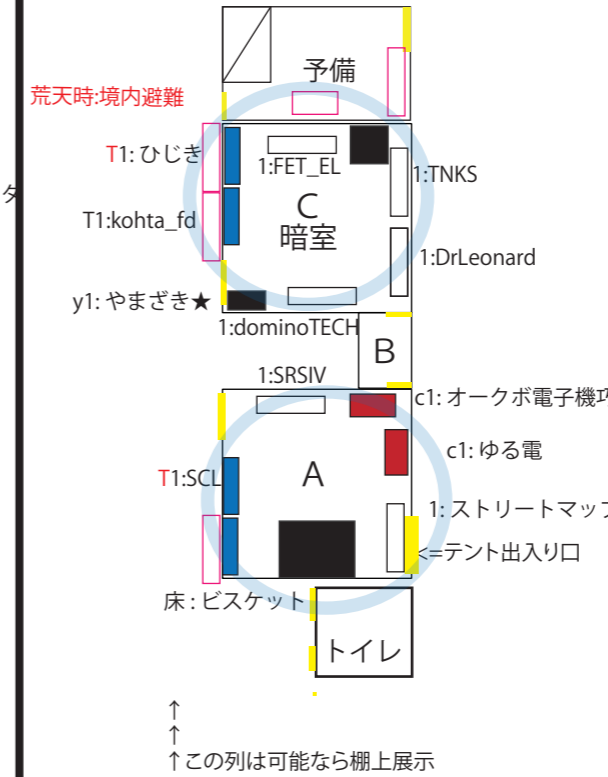 予備
荒天時:境内避難
T1: ひじき
1:FET_EL
1:TNKS
タ
T1:kohta_fd
C
暗室
1:DrLeonard
y1: やまざき★
1:dominoTECH
B
1:SRSIV
c1: オークボ電子機
c1: ゆる電
T1:SCL
A
1: ストリートマップ
<=テント出入り口
床 : ビスケット
トイレ
↑
↑
↑この列は可能なら棚上展示